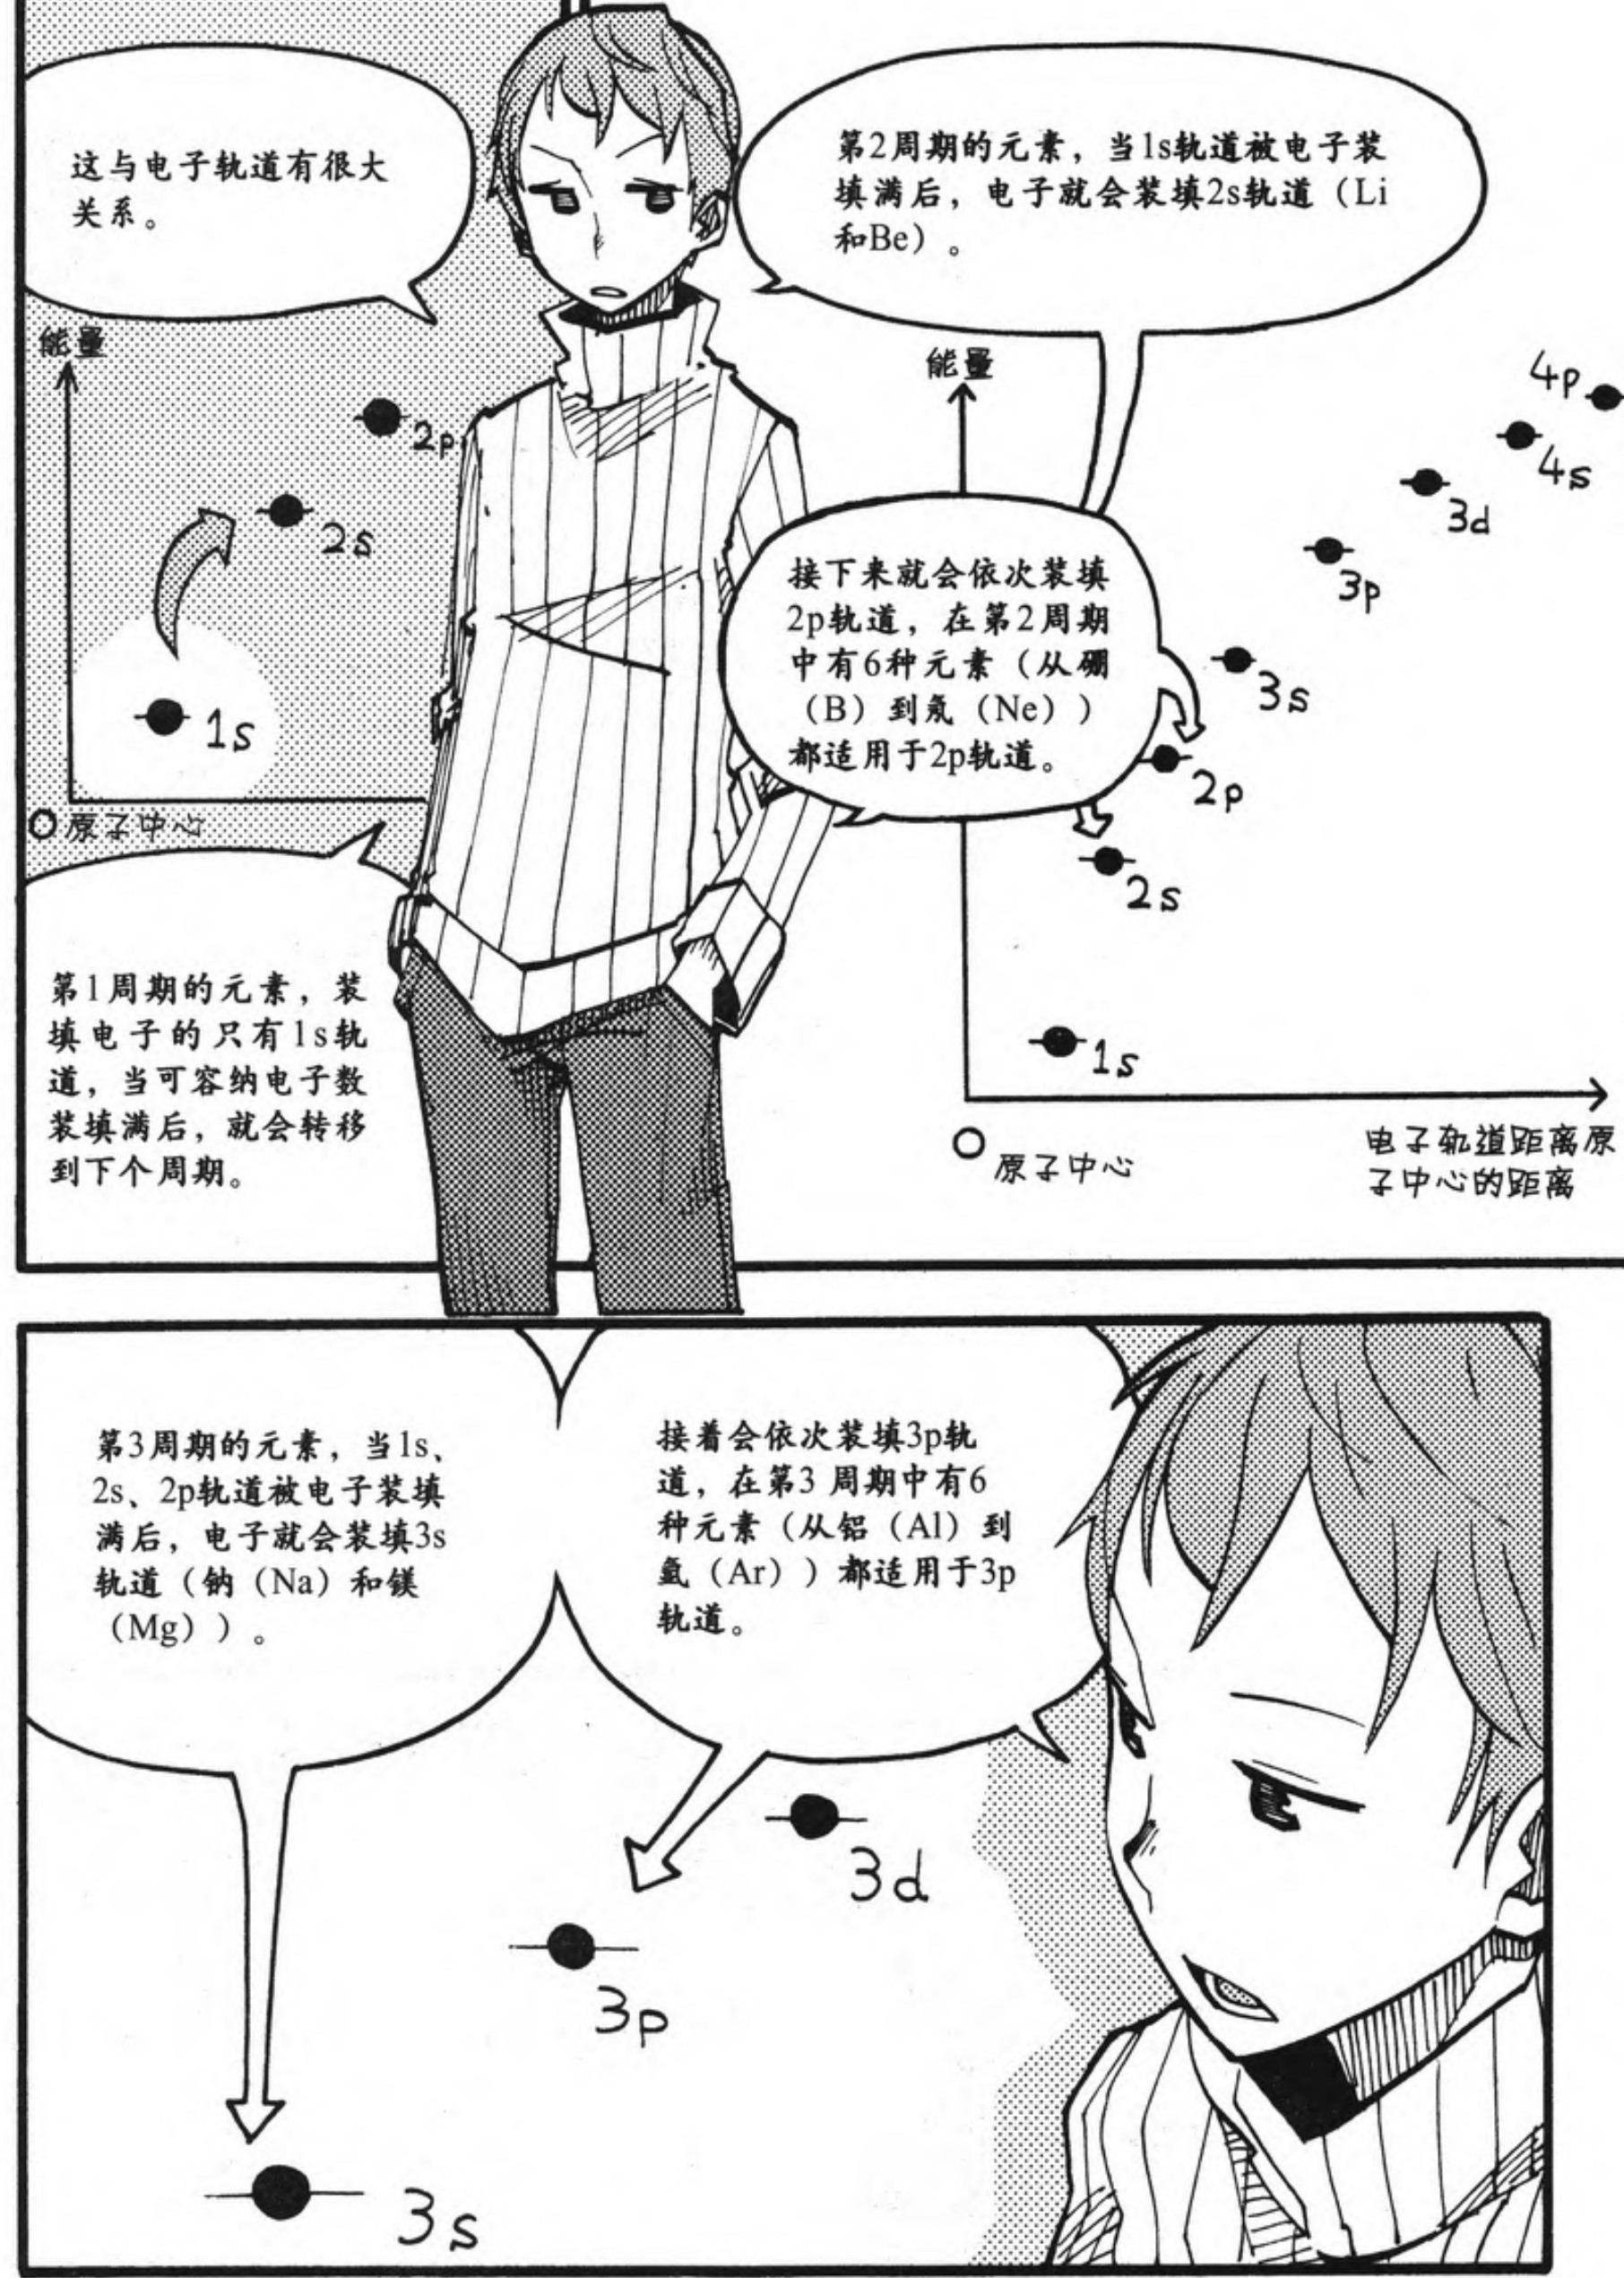 这与电子轨道有很大
关系。
第2周期的元素，当1s轨道被电子装
填满后，电子就会装填2s轨道（Li
和Be）。
能量
2p
2s
1s
原子中心
第1周期的元素，装
填电子的只有1s轨
道，当可容纳电子数
装填满后，就会转移
到下个周期。
能量
4p
4s
3d
3p
3s
2p
2s
1s
接下来就会依次装填
2p轨道，在第2周期
中有6种元素（从硼
（B）到氖（Ne））
都适用于2p轨道。
原子中心
电子轨道距离原
子中心的距离
第3周期的元素，当1s、
2s、2p轨道被电子装填
满后，电子就会装填3s
轨道（钠（Na）和镁
（Mg））。
接着会依次装填3p轨
道，在第3 周期中有6
种元素（从铝（Al）到
氩（Ar））都适用于3p
轨道。
3d
3p
3s